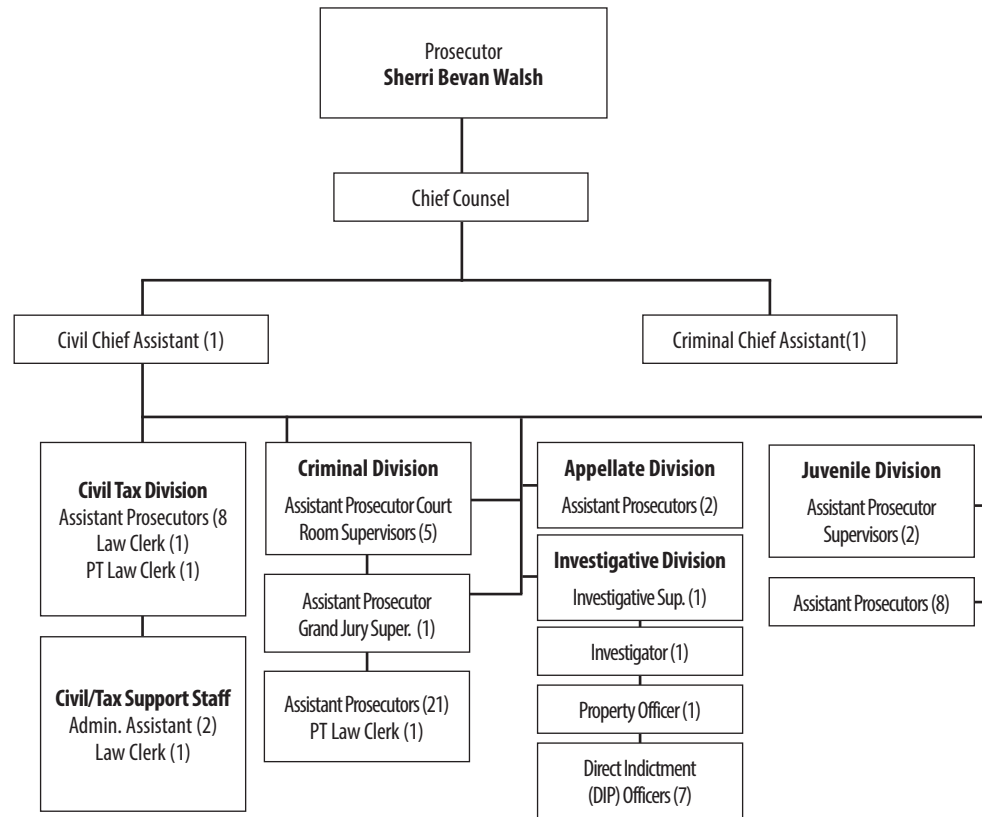 Prosecutor
Sherri Bevan Walsh
Chief Counsel
Civil Chief Assistant (1)
Criminal Chief Assistant(1)
Civil Tax Division
Assistant Prosecutors (8
Law Clerk (1)
PT Law Clerk (1)
Civil/Tax Support Staff
Admin. Assistant (2)
Law Clerk (1)
Criminal Division
Assistant Prosecutor Court
Room Supervisors (5)
Assistant Prosecutor
Grand Jury Super. (1)
Assistant Prosecutors (21)
PT Law Clerk (1)
Appellate Division
Assistant Prosecutors (2)
Investigative Division
Investigative Sup. (1)
Investigator (1)
Property Officer (1)
Direct Indictment
(DIP) Officers (7)
Juvenile Division
Assistant Prosecutor
Supervisors (2)
Assistant Prosecutors (8)